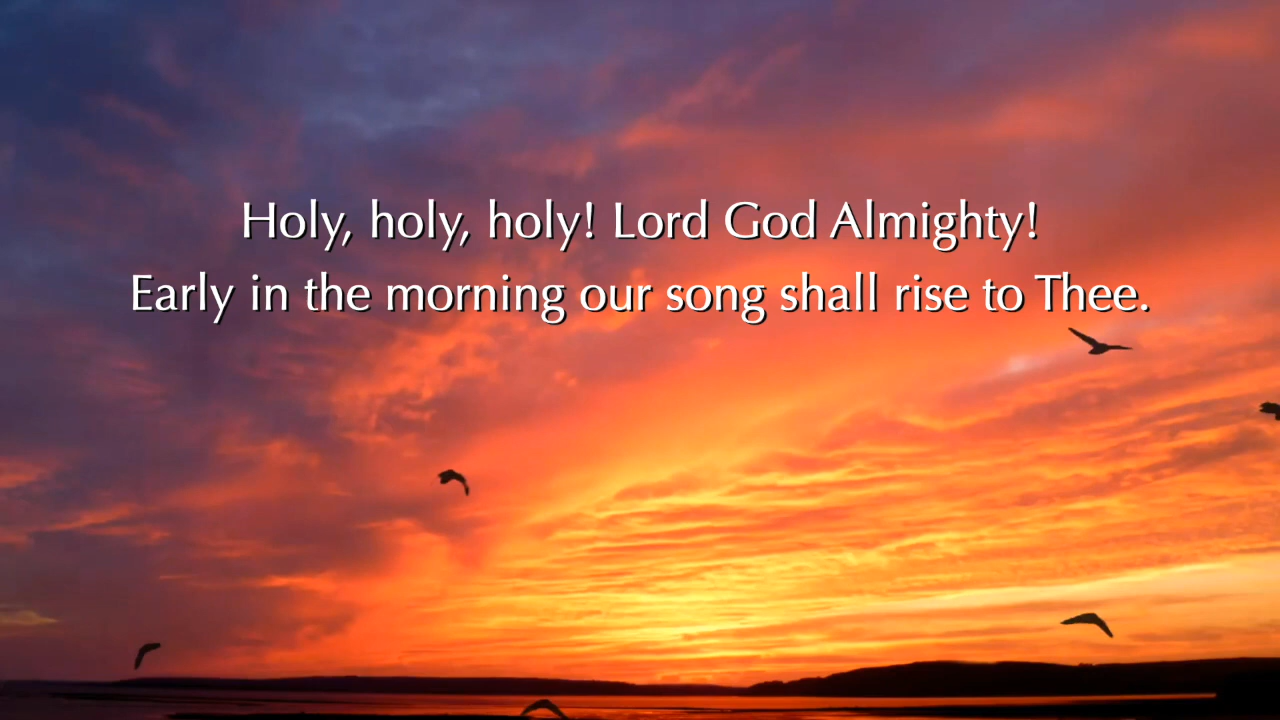 Holy, holy, holy! Lord God Almighty!
Early in the morning our song shall rise to Thee.